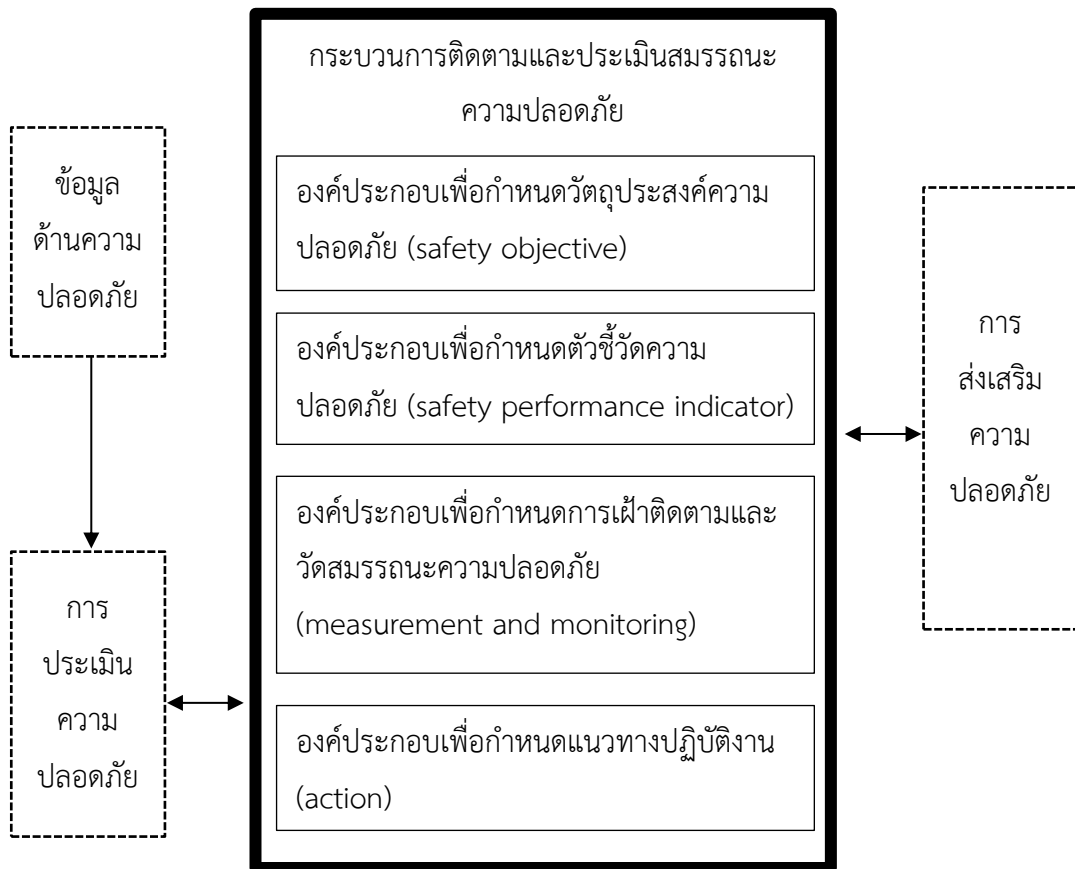 กระบวนการติดตามและประเมินสมรรถนะ
ความปลอดภัย
ข้อมูล
ด้านความ
ปลอดภัย
องค์ประกอบเพื่อกำหนดวัตถุประสงค์ความ
ปลอดภัย (safety objective)
องค์ประกอบเพื่อกำหนดตัวชี้วัดความ
ปลอดภัย (safety performance indicator)
องค์ประกอบเพื่อกำหนดการเฝ้าติดตามและ
วัดสมรรถนะความปลอดภัย
(measurement and monitoring)
องค์ประกอบเพื่อกำหนดแนวทางปฏิบัติงาน
(action)
การ
ประเมิน
ความ
ปลอดภัย
การ
ส่งเสริม
ความ
ปลอดภัย